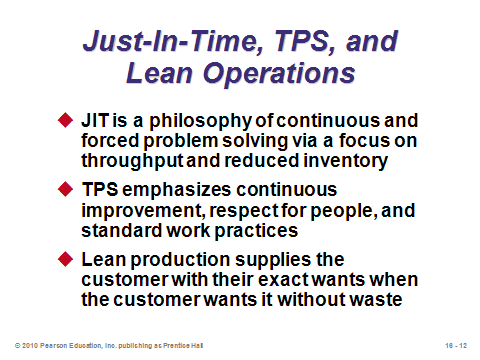 Just-In-Time, TPS, and
Lean Operations
JIT is a philosophy of continuous and
forced problem solving via a focus on
throughput and reduced inventory
TPS emphasizes continuous
improvement, respect for people, and
standard work practices
Lean production supplies the
customer with their exact wants when
the customer wants it without waste
© 2010 Pearson Education, Inc. publishing as Prentice Hall
16 - 12